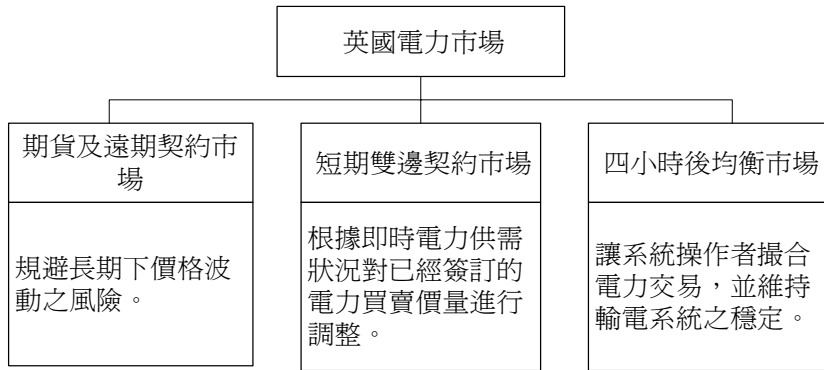 英國電力市場
期貨及遠期契約市
場
規避長期下價格波
動之風險。
短期雙邊契約市場
根據即時電力供需
狀況對已經簽訂的
電力買賣價量進行
調整。
四小時後均衡市場
讓系統操作者撮合
電力交易，並維持
輸電系統之穩定。